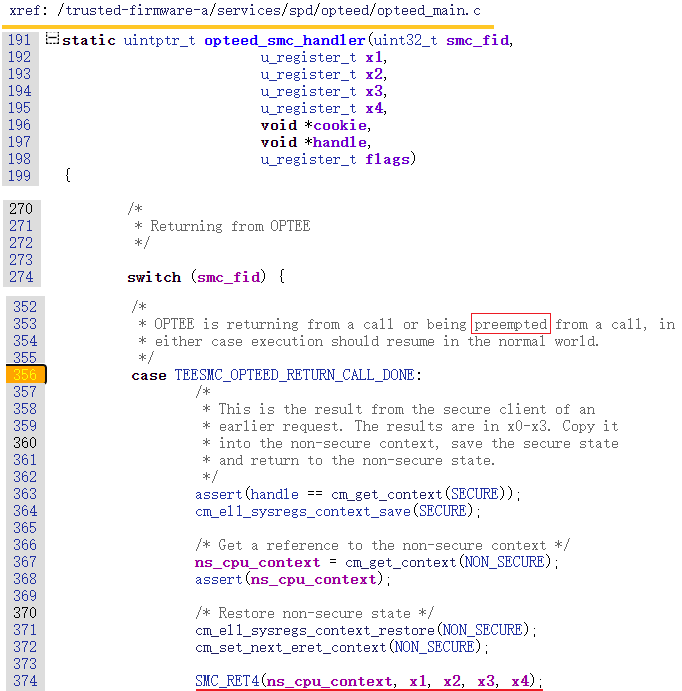 xref: /trusted-firmware-a/services/spd/opteed/opteed_main.c
191 static uintptr_t opteed_smc_handler(uint32_t smc_fid,
192 u_register_t x1,
193 u_register_t x2,
194 u_register_t x3,
195 u_register_t x4,
196 void *cookie,
197 void *handle,
198 u_register_t flags)
199 {
270 /*
271 * Returning from OPTEE
272 */
273
274 switch (smc_fid) {
352 /*
353 * OPTEE is returning from a call or being preempted from a call, in
354 * either case execution should resume in the normal world.
355 */
356 case TEESMC_OPTEED_RETURN_CALL_DONE:
357 /*
358 * This is the result from the secure client of an
359 * earlier request. The results are in x0-x3. Copy it
360 * into the non-secure context, save the secure state
361 * and return to the non-secure state.
362 */
363 assert(handle == cm_get_context(SECURE));
364 cm_el1_sysregs_context_save(SECURE);
365
366 /* Get a reference to the non-secure context */
367 ns_cpu_context = cm_get_context(NON_SECURE);
368 assert(ns_cpu_context);
369
370 /* Restore non-secure state */
371 cm_el1_sysregs_context_restore(NON_SECURE);
372 cm_set_next_eret_context(NON_SECURE);
373
374 SMC_RET4(ns_cpu_context, x1, x2, x3, x4);